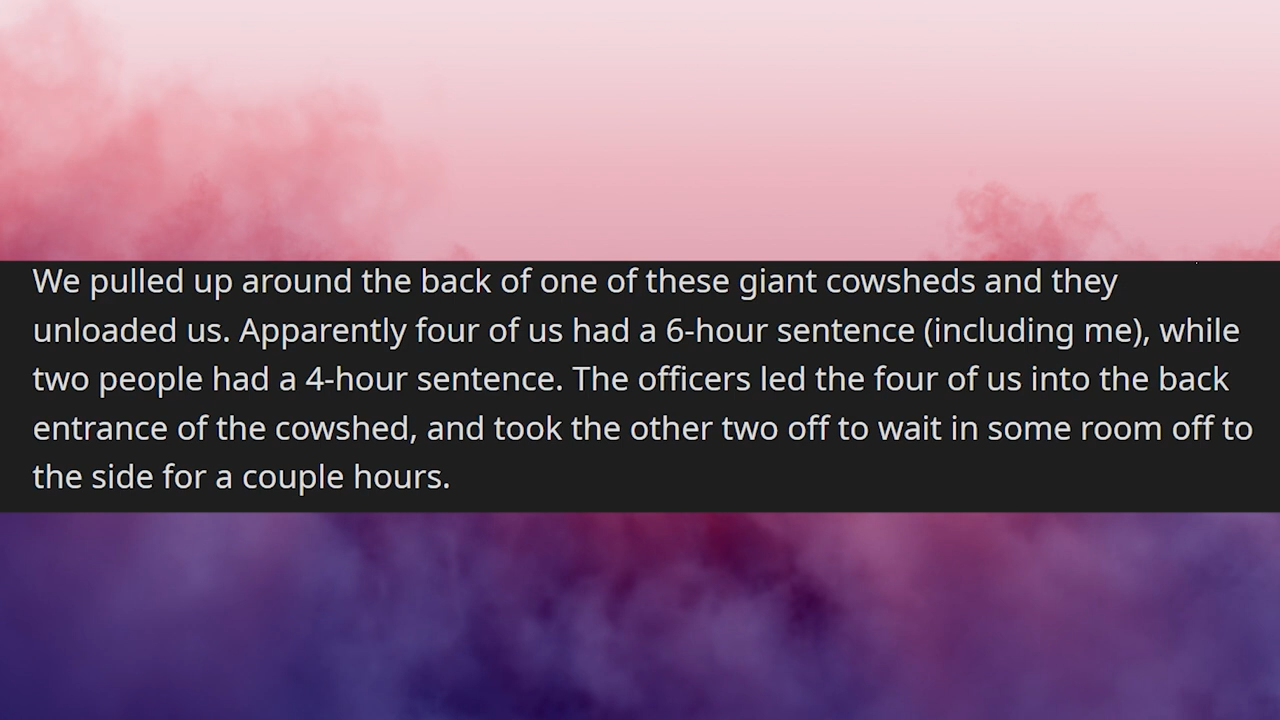 We pulled up around the back of one of these giant cowsheds and they
unloaded us. Apparently four of us had a 6-hour sentence (including me), while
two people had a 4-hour sentence. The officers led the four of us into the back
entrance of the cowshed, and took the other two off to wait in some room off to
the side for a couple hours.